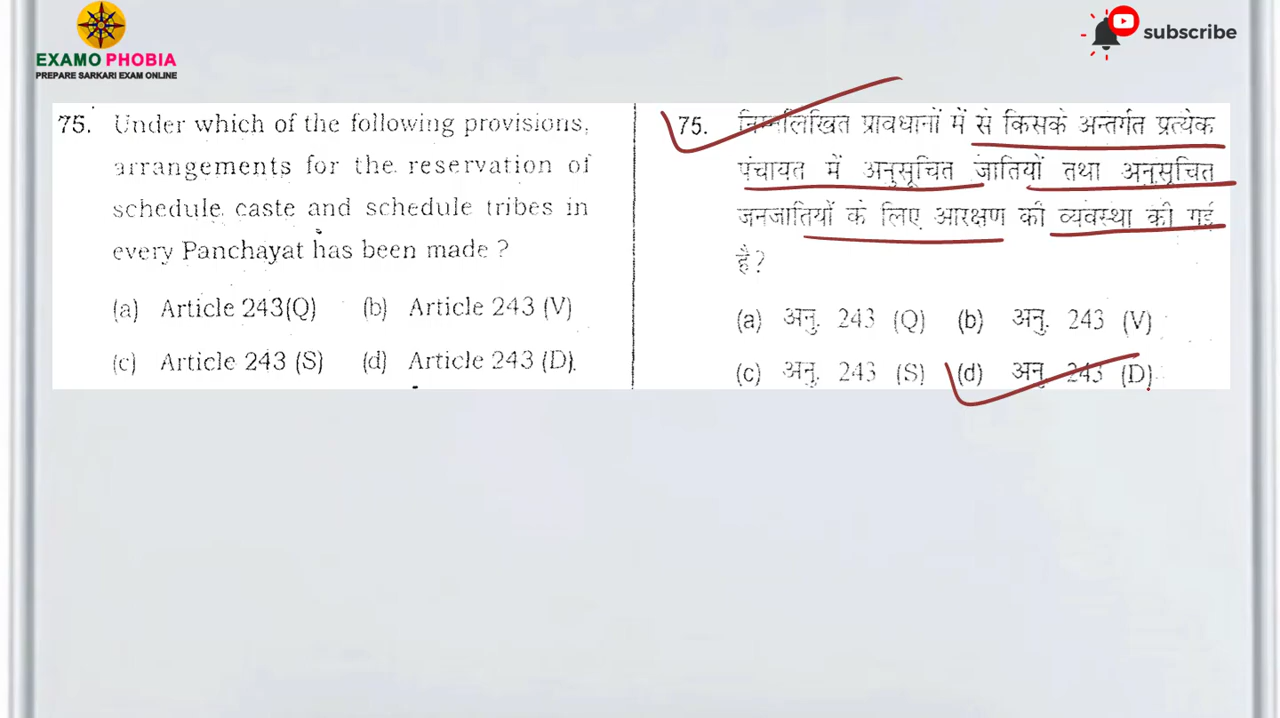 EXAMO PHOBIA
PREPARE SARKARI EXAM ONLINE
subscribe
75. Under which of the following provisions,
arrangements for the reservation of
schedule caste and schedule tribes in
every Panchayat has been made ?
(a) Article 243(Q) (b) Article 243 (V)
(c) Article 243 (S) (d) Article 243 (D).
75. निम्नलिखित प्रावधानों में से किसके अन्तर्गत प्रत्येक
पंचायत में अनुसूचित जातियों तथा अनुसूचित
जनजातियों के लिए आरक्षण की व्यवस्था की गई
है ?
(a) अनु. 243 (Q) (b) अनु. 243 (V)
(c) अनु. 243 (S) (d) अनु. 243 (D).